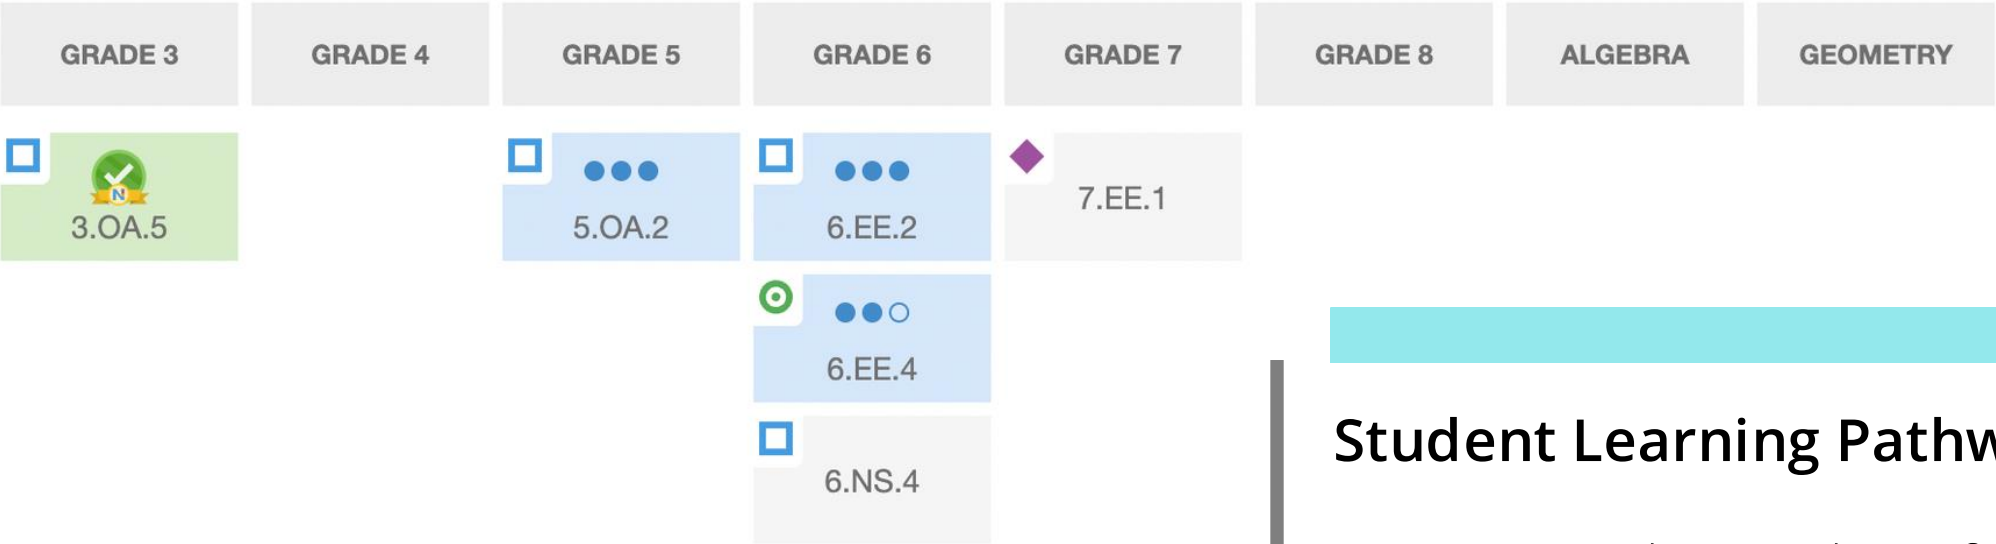 GRADE 3 GRADE 4 GRADE 5 GRADE 6 GRADE 7 GRADE 8 ALGEBRA GEOMETRY
N
3.OA.5 5.OA.2 6.EE.2 7.EE.1
6.EE.4
Student Learning Pathw
6.NS.4